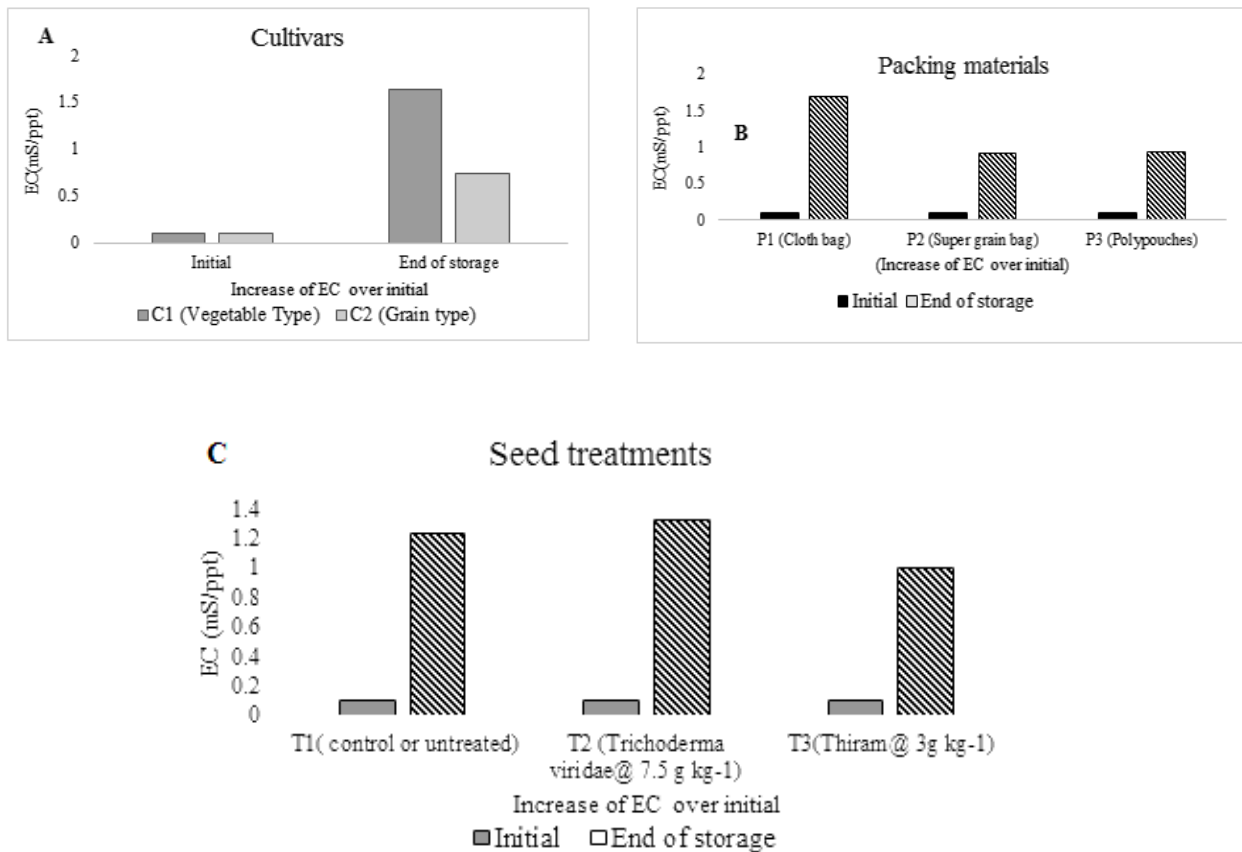 A
Cultivars
2
1.5
1
0.5
0
EC(mS/ppt)
Initial
End of storage
Increase of EC over initial
C1 (Vegetable Type)
C2 (Grain type)
Packing materials
B
2
1.5
1
0.5
0
EC(mS/ppt)
P1 (Cloth bag)
P2 (Super grain bag)
P3 (Polypouches)
(Increase of EC over initial)
Initial
End of storage
C
Seed treatments
1.4
1.2
1
0.8
0.6
0.4
0.2
0
EC (mS/ppt)
T1( control or untreated)
T2 (Trichoderma
viridae@ 7.5 g kg-1)
T3(Thiram@ 3g kg-1)
Increase of EC over initial
Initial
End of storage